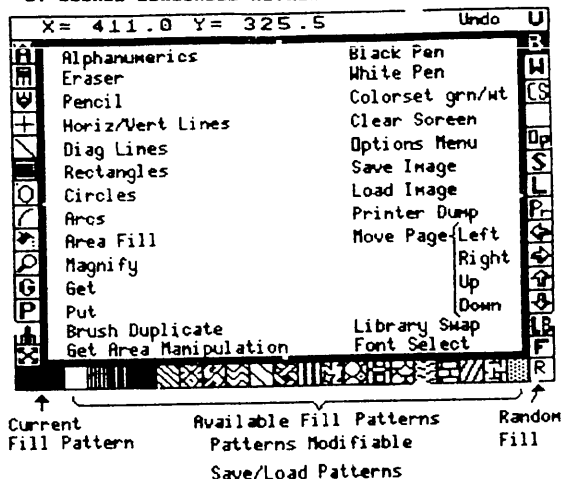 X= 411.0 Y= 325.5 Undo U
A Alphanumerics
Eraser
Pencil
Horiz/Vert Lines
Diag Lines
Rectangles
Circles
Arcs
Area Fill
Magnify
G Get
P Put
Brush Duplicate
Get Area Manipulation
Black Pen B
White Pen W
Colorset grn/wt CS
Clear Soreen
Options Menu Op
Save Image S
Load Image L
Printer Dump Pr
Move Page Left
Right
Up
Down
Library Swap LB
Font Select F
R
Current
Fill Pattern
Available Fill Patterns
Patterns Modifiable
Save/Load Patterns
Random
Fill